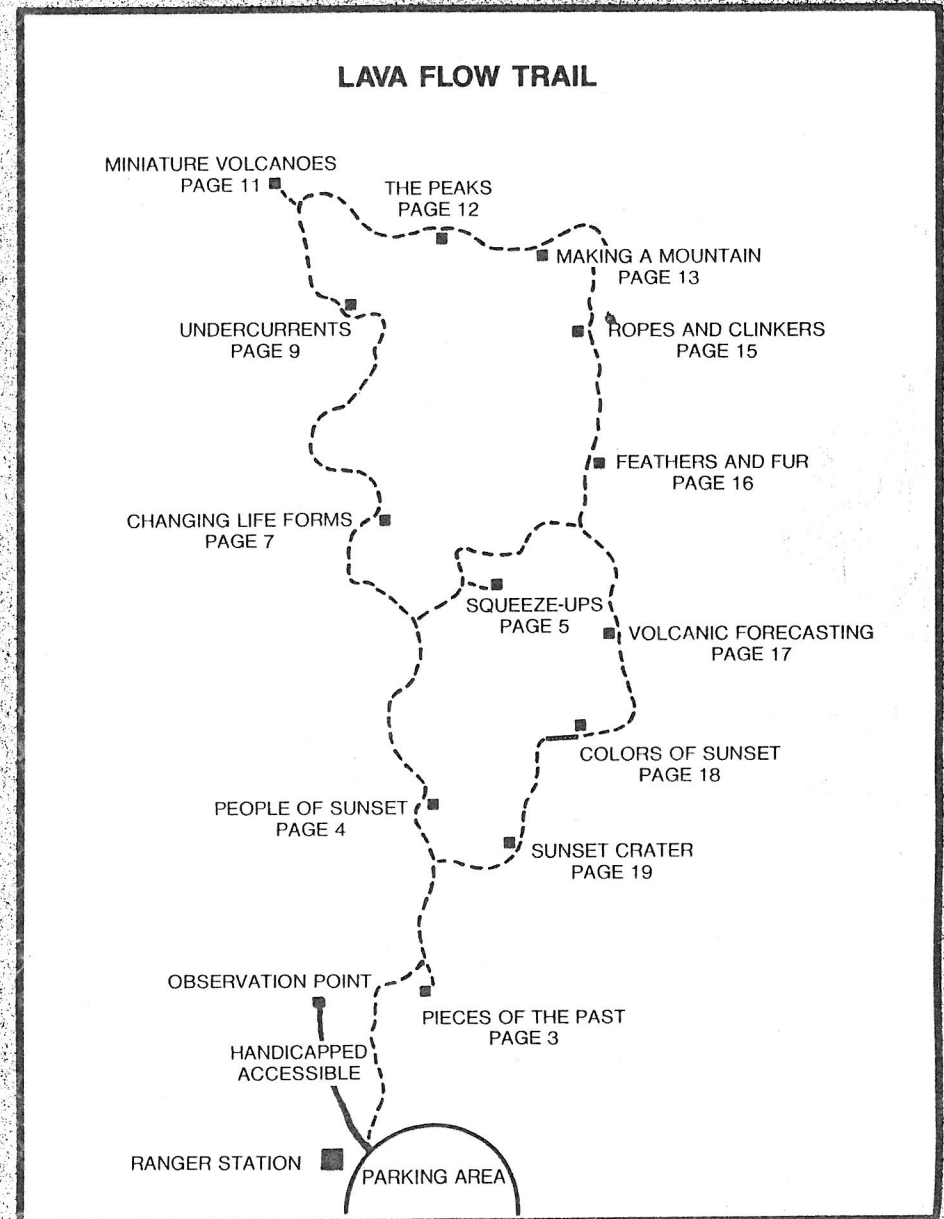 LAVA FLOW TRAIL
MINIATURE VOLCANOES
PAGE 11
THE PEAKS
PAGE 12
MAKING A MOUNTAIN
PAGE 13
UNDERCURRENTS
PAGE 9
ROPES AND CLINKERS
PAGE 15
FEATHERS AND FUR
PAGE 16
CHANGING LIFE FORMS
PAGE 7
SQUEEZE-UPS
PAGE 5
VOLCANIC FORECASTING
PAGE 17
COLORS OF SUNSET
PAGE 18
PEOPLE OF SUNSET
PAGE 4
SUNSET CRATER
PAGE 19
OBSERVATION POINT
PIECES OF THE PAST
PAGE 3
HANDICAPPED
ACCESSIBLE
RANGER STATION
PARKING AREA